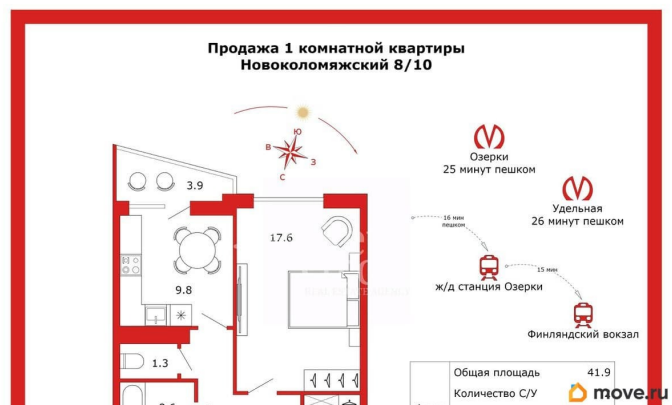 Продажа 1 комнатной квартиры
Новоколомяжский 8/10
Ю
В
З
С
Озерки
25 минут пешком
Удельная
26 минут пешком
3.9
17.6
9.8
1.3
16 мин
пешком
15 мин
ж/д станция Озерки
Финляндский вокзал
Общая площадь 41.9
Количество С/У
move.ru